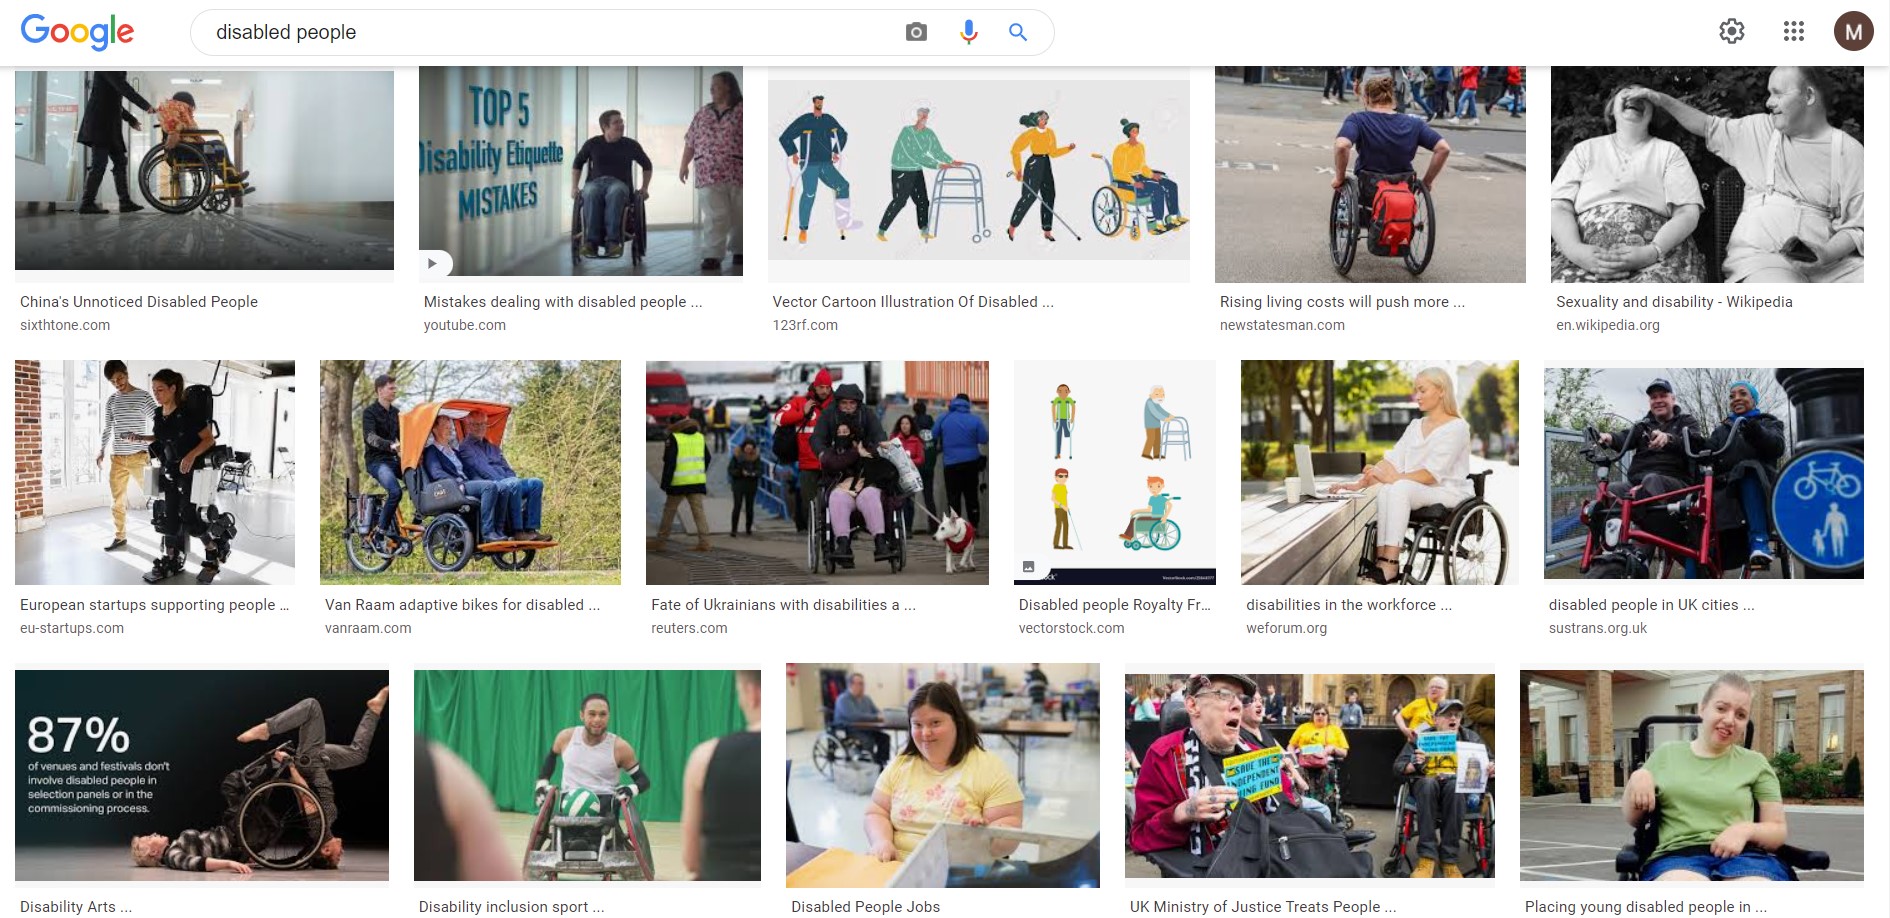 Google
disabled people
M
TOP 5
Disability Etiquette
MISTAKES
China's Unnoticed Disabled People
sixthtone.com
Mistakes dealing with disabled people ...
youtube.com
Vector Cartoon Illustration Of Disabled ...
123rf.com
Rising living costs will push more ...
newstatesman.com
Sexuality and disability - Wikipedia
en.wikipedia.org
European startups supporting people ...
eu-startups.com
Van Raam adaptive bikes for disabled ...
vanraam.com
Fate of Ukrainians with disabilities a ...
reuters.com
Disabled people Royalty Fr...
vectorstock.com
disabilities in the workforce ...
weforum.org
disabled people in UK cities ...
sustrans.org.uk
87%
of venues and festivals don't
involve disabled people in
selection panels or in the
commissioning process.
SAVE THE
Disability Arts ...
Disability inclusion sport ...
Disabled People Jobs
UK Ministry of Justice Treats People ...
Placing young disabled people in ...